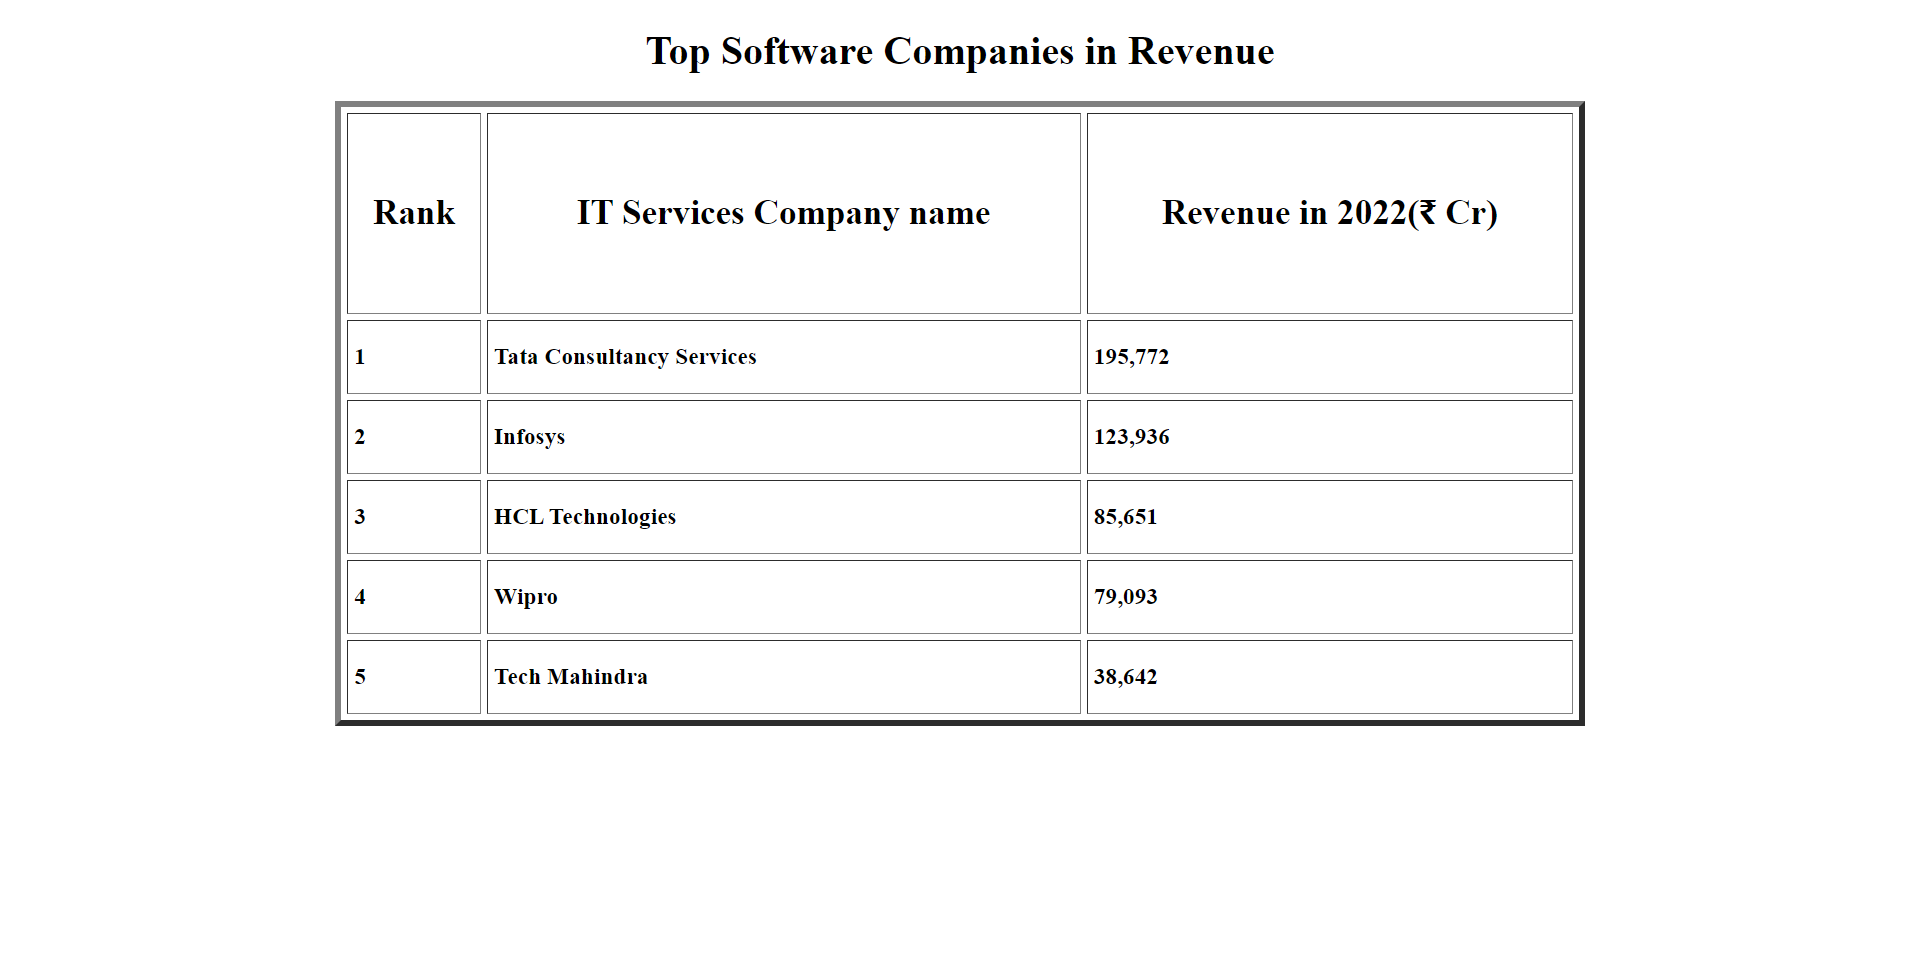 Top Software Companies in Revenue
Rank IT Services Company name Revenue in 2022(₹ Cr)
1 Tata Consultancy Services 195,772
2 Infosys 123,936
3 HCL Technologies 85,651
4 Wipro 79,093
5 Tech Mahindra 38,642